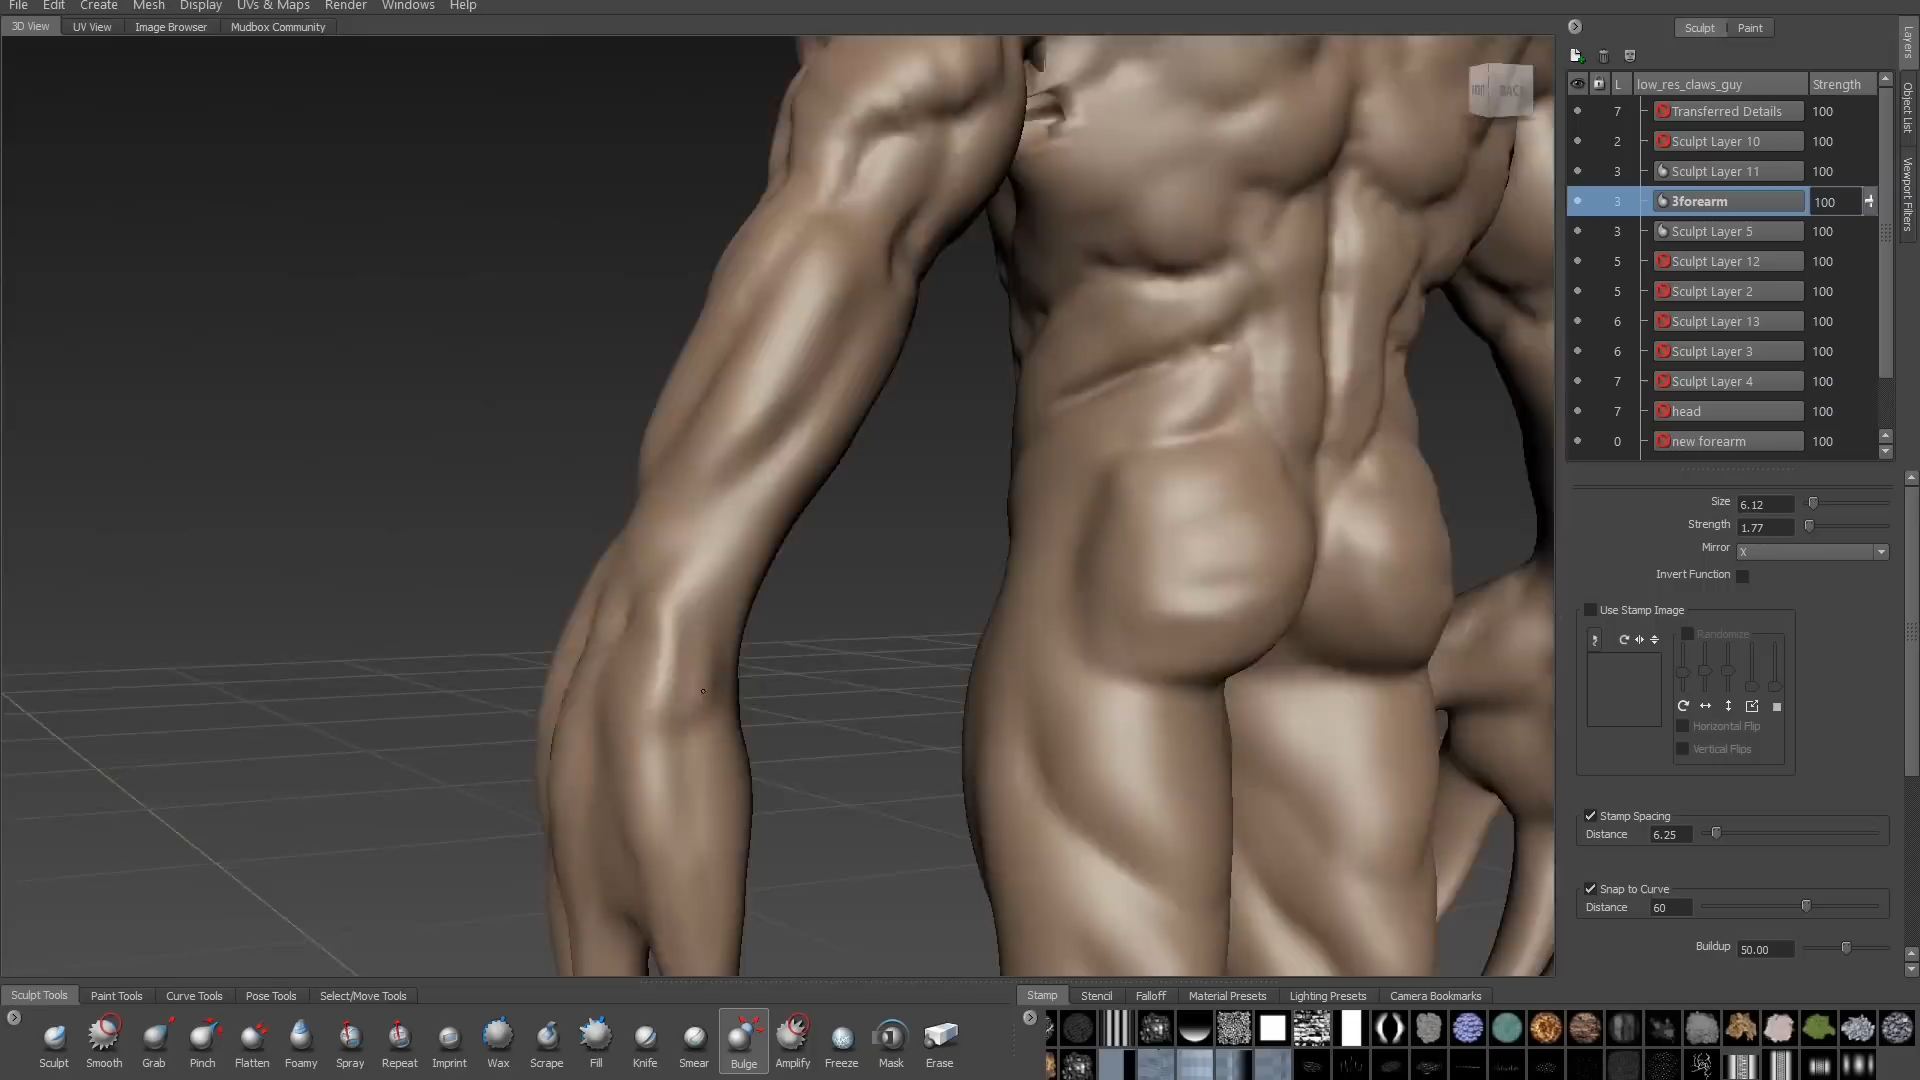 File Edit Create Mesh Display UVs & Maps Render Windows Help
3D View UV View Image Browser Mudbox Community
BACK
Sculpt Paint
L low_res_claws_guy Strength
7 Transferred Details 100
2 Sculpt Layer 10 100
3 Sculpt Layer 11 100
3 3forearm 100
3 Sculpt Layer 5 100
5 Sculpt Layer 12 100
5 Sculpt Layer 2 100
6 Sculpt Layer 13 100
6 Sculpt Layer 3 100
7 Sculpt Layer 4 100
7 head 100
0 new forearm 100
Layers
Object List
Viewport Filters
Size 6.12
Strength 1.77
Mirror X
Invert Function
Use Stamp Image
Randomize
Horizontal Flip
Vertical Flips
Stamp Spacing
Distance 6.25
Snap to Curve
Distance 60
Buildup 50.00
Sculpt Tools Paint Tools Curve Tools Pose Tools Select/Move Tools
Sculpt Smooth Grab Pinch Flatten Foamy Spray Repeat Imprint Wax Scrape Fill Knife Smear Bulge Amplify Freeze Mask Erase
Stamp Stencil Falloff Material Presets Lighting Presets Camera Bookmarks